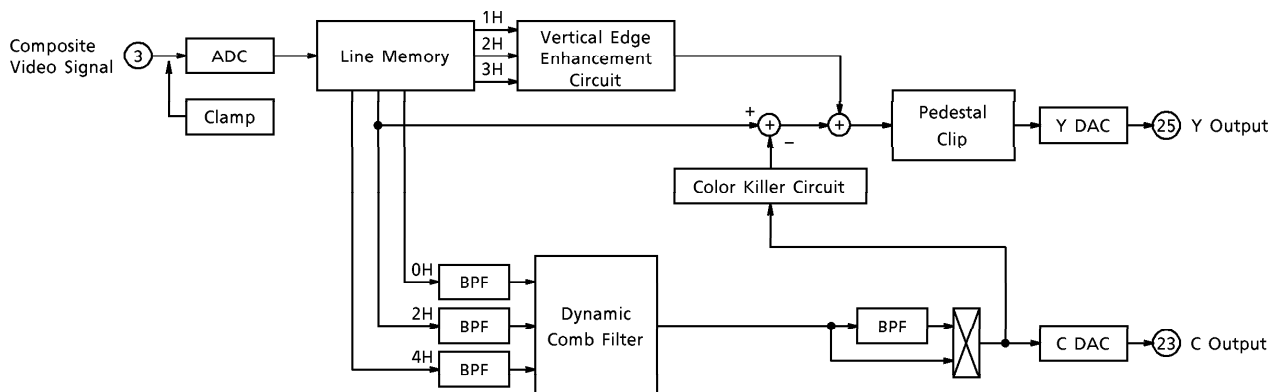 Composite
Video Signal
3
ADC
Clamp
Line Memory
1H
2H
3H
Vertical Edge
Enhancement
Circuit
+
+
−
+
Pedestal
Clip
Y DAC
25
Y Output
Color Killer Circuit
0H
BPF
2H
BPF
4H
BPF
Dynamic
Comb Filter
BPF
C DAC
23
C Output